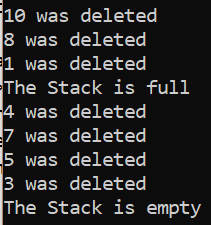 10 was deleted
8 was deleted
1 was deleted
The Stack is full
4 was deleted
7 was deleted
5 was deleted
3 was deleted
The Stack is empty